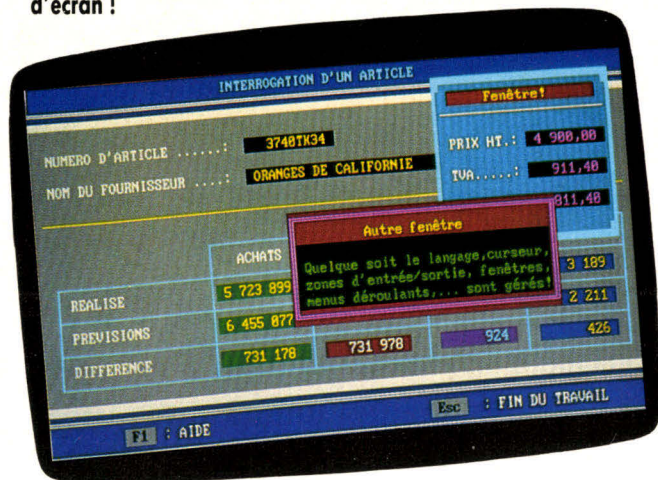 d'écran !
INTERROGATION D'UN ARTICLE
Fenêtre!
NUMERO D'ARTICLE ......: 3740TK34
PRIX HT.: 4 900,00
NOM DU FOURNISSEUR ....: ORANGES DE CALIFORNIE
TVA.....: 911,40
811,40
Autre fenêtre
Quelque soit le langage,curseur,
zones d'entrée/sortie, fenêtres,
menus déroulants,... sont gérés!
ACHATS
REALISE 5 723 899 3 189
PREVISIONS 6 455 077 2 211
DIFFERENCE 731 178 731 978 924 426
F1 : AIDE Esc : FIN DU TRAVAIL